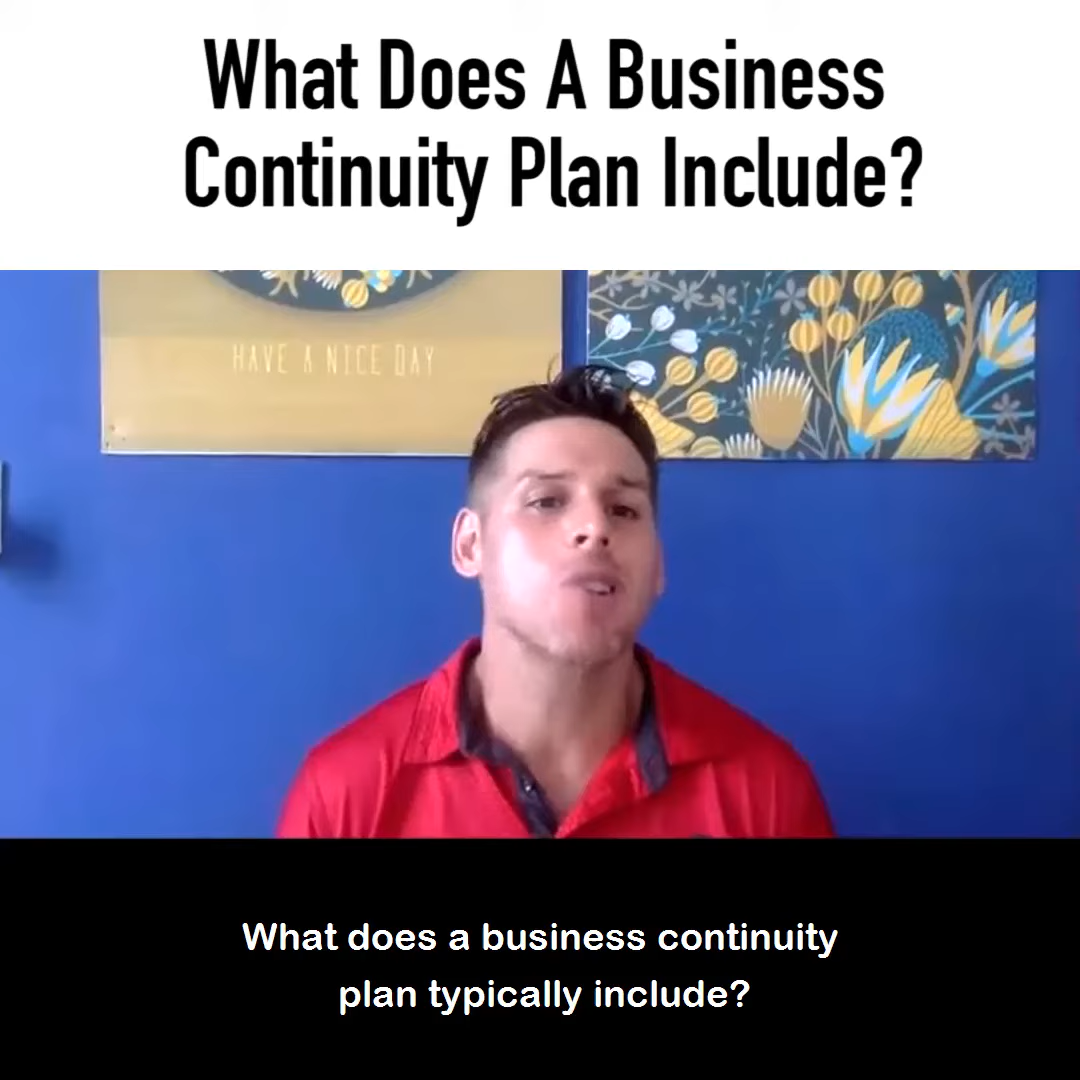 What Does A Business
Continuity Plan Include?
HAVE A NICE DAY
What does a business continuity
plan typically include?